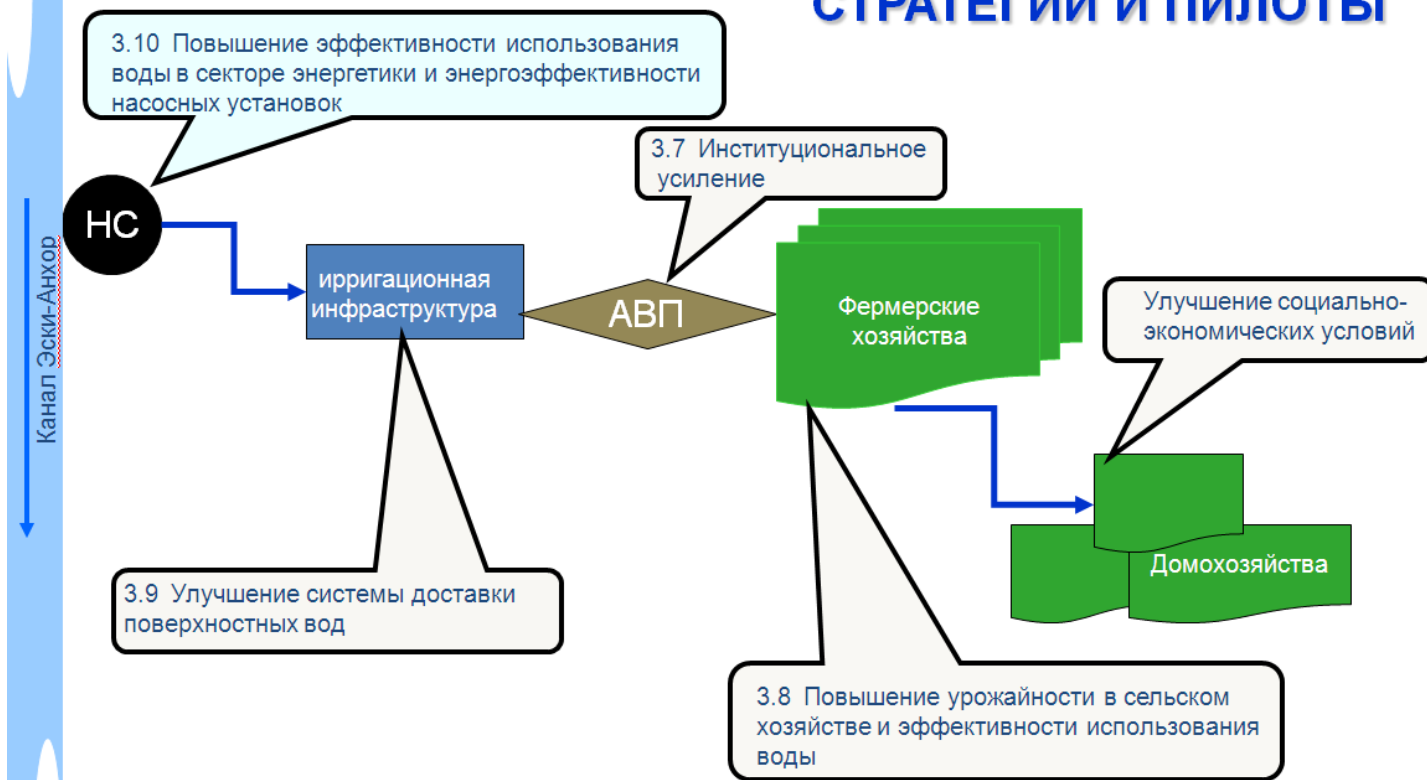 СТРАТЕГИИ И ПИЛОТЫ
3.10 Повышение эффективности использования
воды в секторе энергетики и энергоэффективности
насосных установок
3.7 Институциональное
усиление
НС
Канал Эски-Анхор
ирригационная
инфраструктура
АВП
Фермерские
хозяйства
Улучшение социально-
экономических условий
Домохозяйства
3.9 Улучшение системы доставки
поверхностных вод
3.8 Повышение урожайности в сельском
хозяйстве и эффективности использования
воды